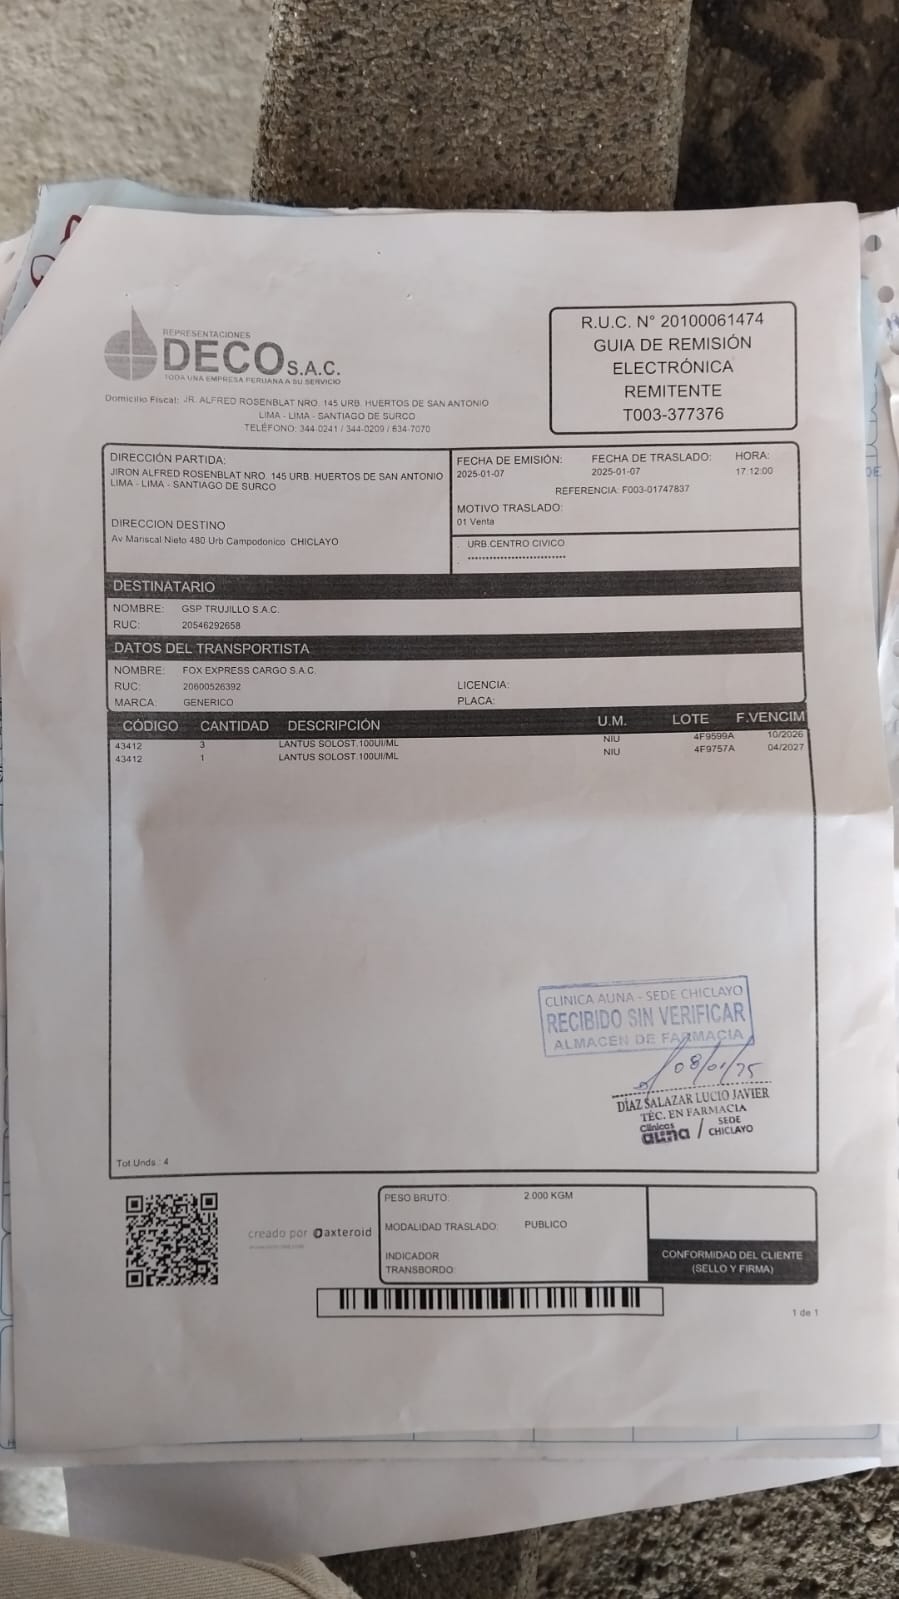 REPRESENTACIONES
DECO S.A.C.
TODA UNA EMPRESA PERUANA A SU SERVICIO
Domicilio Fiscal: JR. ALFRED ROSENBLAT NRO. 145 URB. HUERTOS DE SAN ANTONIO
LIMA - LIMA - SANTIAGO DE SURCO
TELÉFONO: 344-0241 / 344-0209 / 634-7070
R.U.C. N° 20100061474
GUIA DE REMISIÓN
ELECTRÓNICA
REMITENTE
T003-377376
DIRECCIÓN PARTIDA:
JIRON ALFRED ROSENBLAT NRO. 145 URB. HUERTOS DE SAN ANTONIO
LIMA - LIMA - SANTIAGO DE SURCO
DIRECCION DESTINO
Av Mariscal Nieto 480 Urb Campodonico CHICLAYO
FECHA DE EMISIÓN: FECHA DE TRASLADO: HORA:
2025-01-07 2025-01-07 17:12:00
REFERENCIA: F003-01747837
MOTIVO TRASLADO:
01 Venta
URB.CENTRO CIVICO
DESTINATARIO
NOMBRE: GSP TRUJILLO S.A.C.
RUC: 20546292658
DATOS DEL TRANSPORTISTA
NOMBRE: FOX EXPRESS CARGO S.A.C.
RUC: 20600526392 LICENCIA:
MARCA: GENERICO PLACA:
CÓDIGO CANTIDAD DESCRIPCIÓN U.M. LOTE F.VENCIM
43412 3 LANTUS SOLOST.100UI/ML NIU 4F9599A 10/2026
43412 1 LANTUS SOLOST.100UI/ML NIU 4F9757A 04/2027
CLINICA AUNA - SEDE CHICLAYO
RECIBIDO SIN VERIFICAR
ALMACEN DE FARMACIA
08/01/25
DÍAZ SALAZAR LUCIO JAVIER
TÉC. EN FARMACIA
Clínicas auna / SEDE CHICLAYO
Tot Unds : 4
creado por axteroid
PESO BRUTO: 2.000 KGM
MODALIDAD TRASLADO: PUBLICO
INDICADOR
TRANSBORDO:
CONFORMIDAD DEL CLIENTE
(SELLO Y FIRMA)
1 de 1